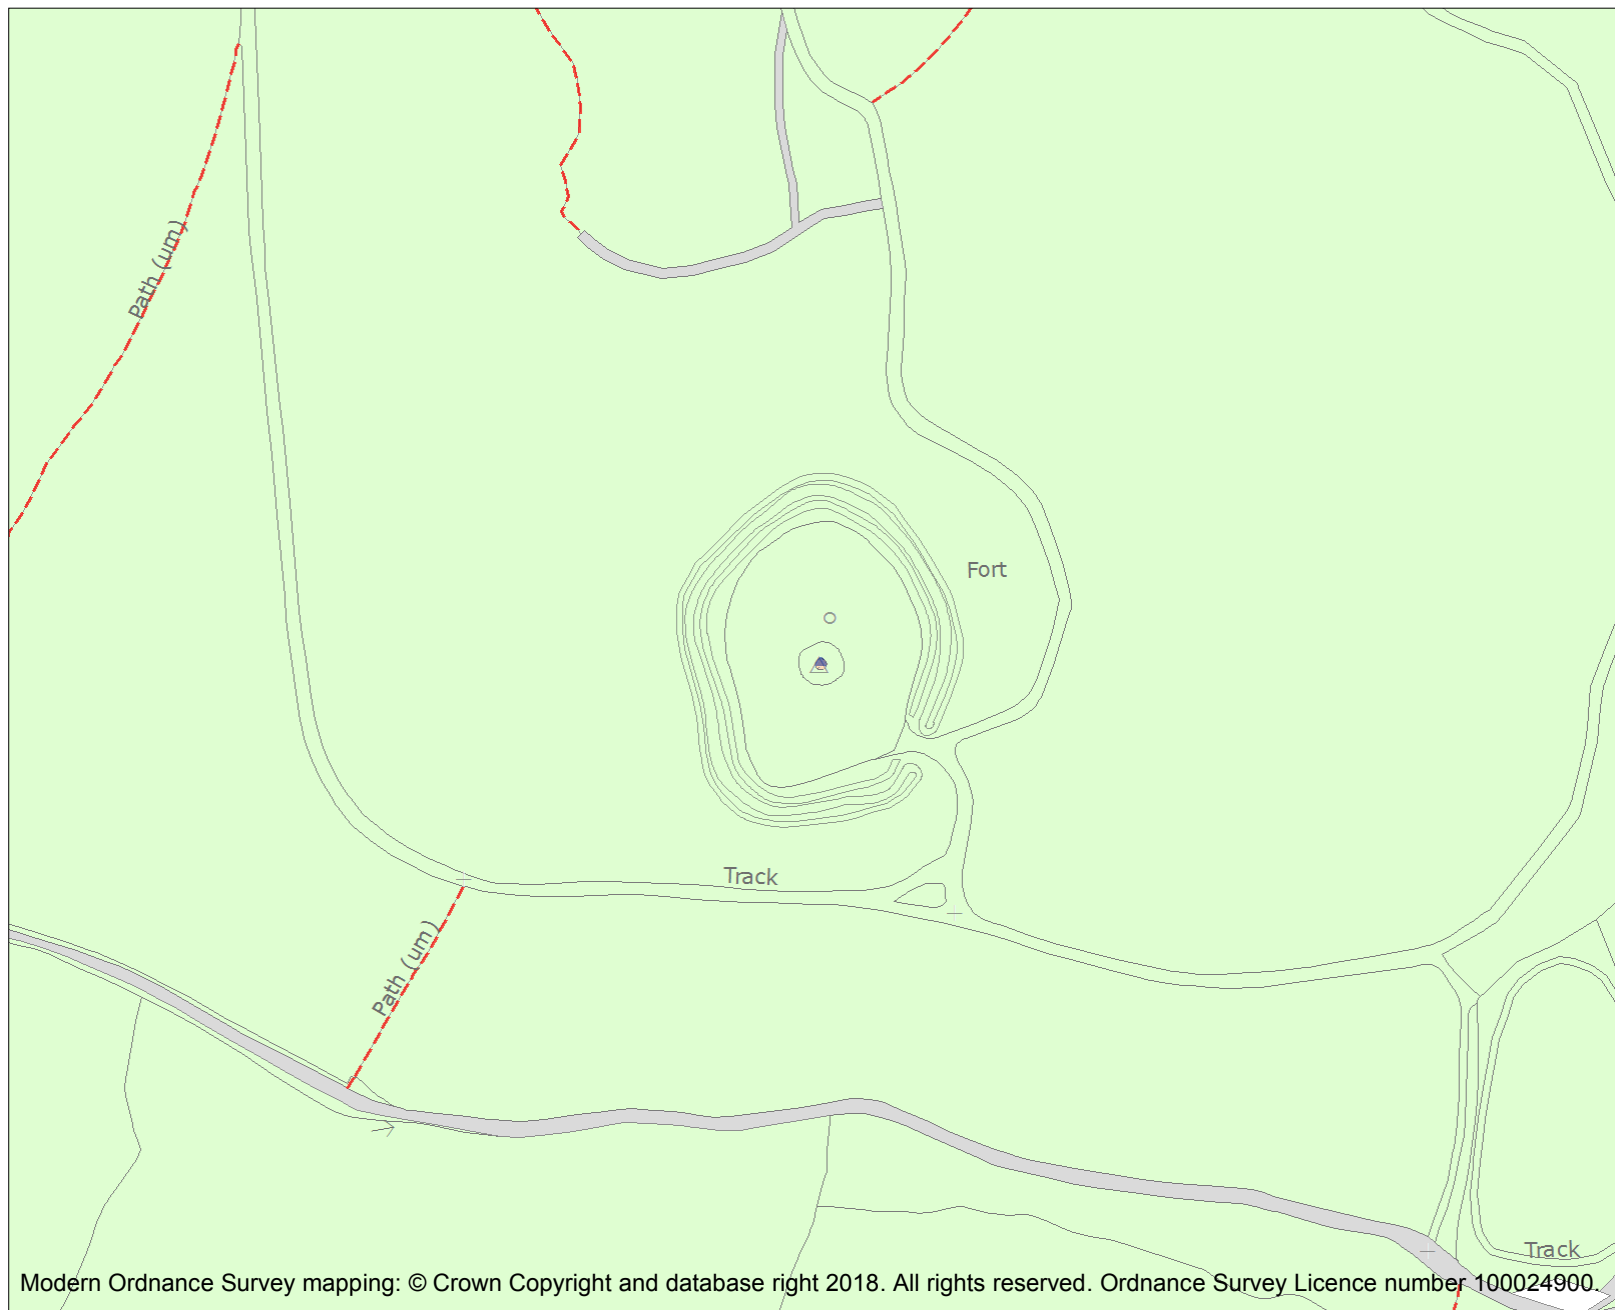 Path (um)
Fort
Track
Path (um)
Track
Modern Ordnance Survey mapping: © Crown Copyright and database right 2018. All rights reserved. Ordnance Survey Licence number 100024900.